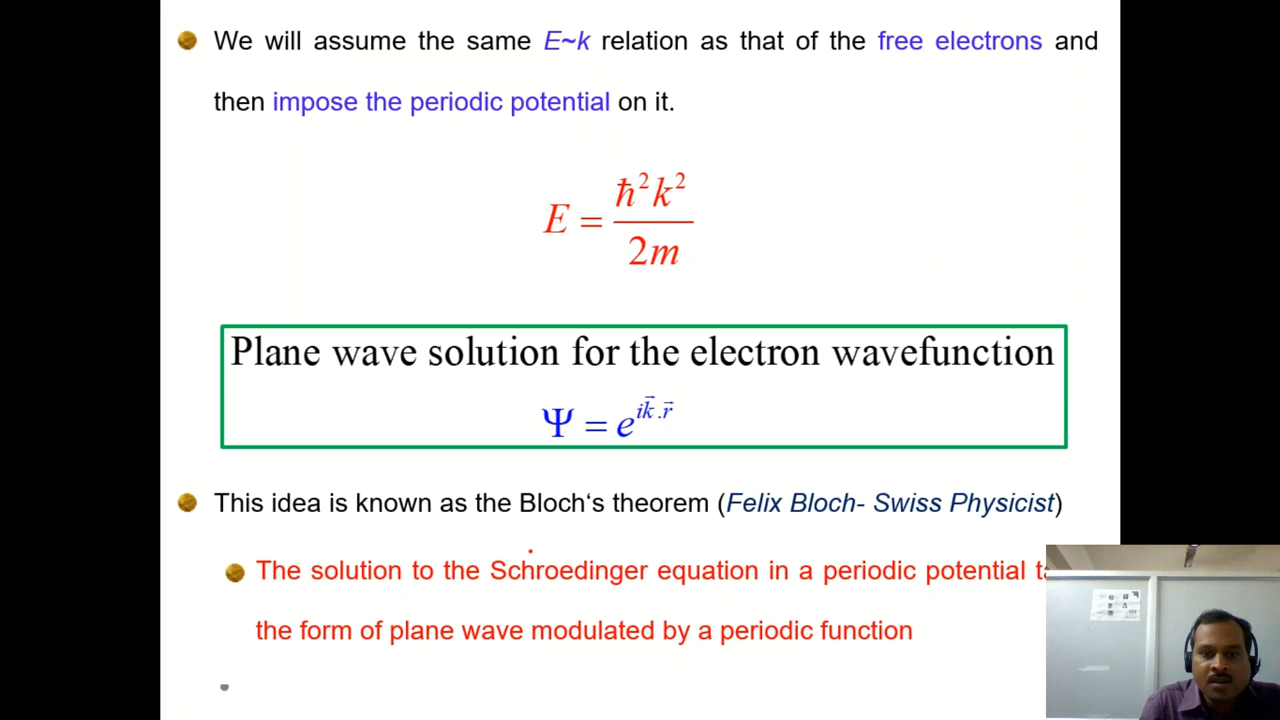 We will assume the same E~k relation as that of the free electrons and
then impose the periodic potential on it.
E = ħ²k² / 2m
Plane wave solution for the electron wavefunction
Ψ = e^{i\vec{k}.\vec{r}}
This idea is known as the Bloch‘s theorem (Felix Bloch- Swiss Physicist)
The solution to the Schroedinger equation in a periodic potential
the form of plane wave modulated by a periodic function